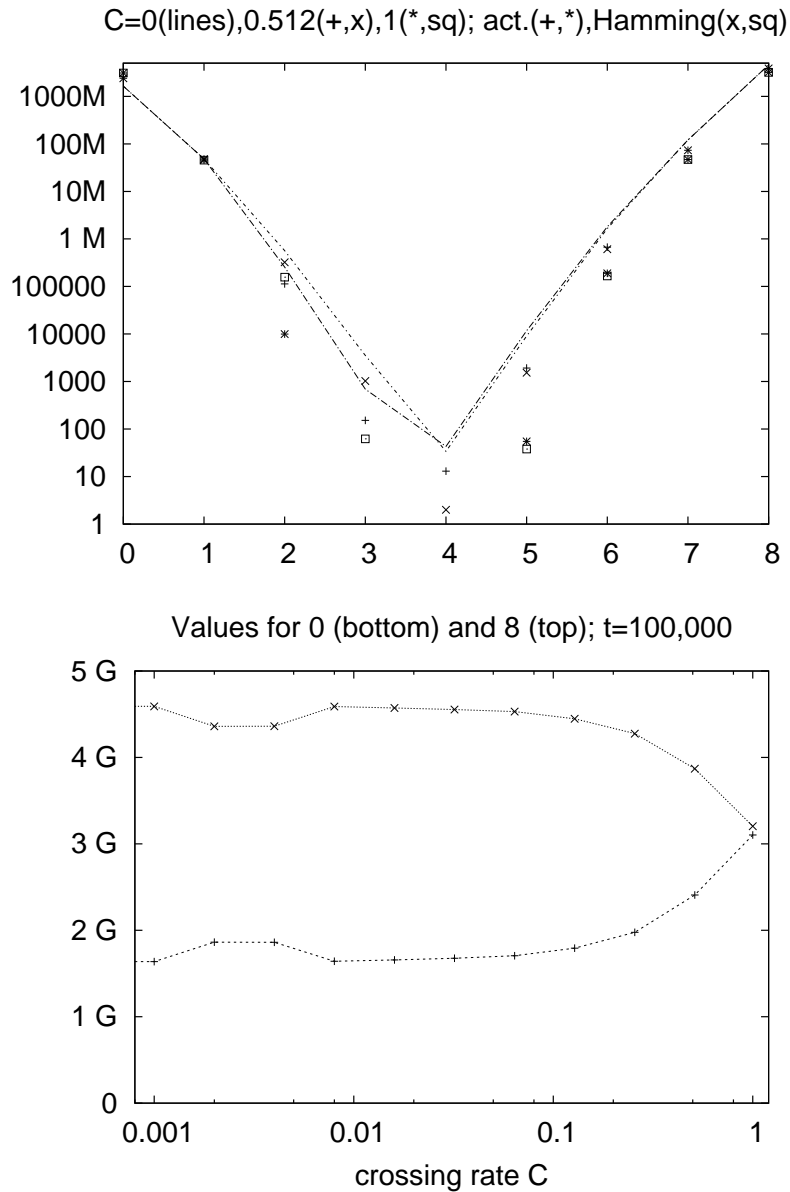 C=0(lines),0.512(+,x),1(*,sq); act.(+,*),Hamming(x,sq)
1000M
100M
10M
1 M
100000
10000
1000
100
10
1
0 1 2 3 4 5 6 7 8
Values for 0 (bottom) and 8 (top); t=100,000
5 G
4 G
3 G
2 G
1 G
0
0.001 0.01 0.1 1
crossing rate C